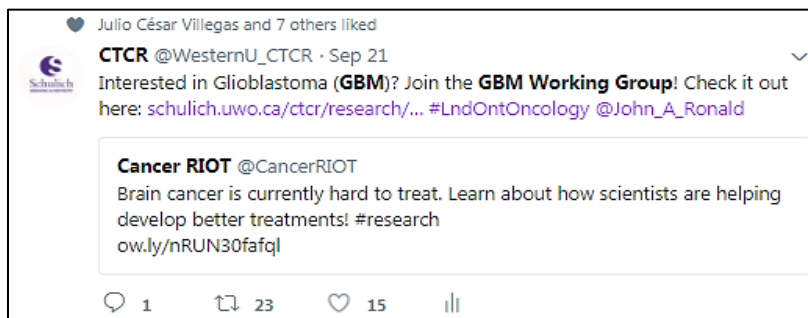 Julio César Villegas and 7 others liked
CTCR @WesternU_CTCR · Sep 21
Schulich
Interested in Glioblastoma (GBM)? Join the GBM Working Group! Check it out
here: schulich.uwo.ca/ctcr/research/... #LndOntOncology @John_A_Ronald
Cancer RIOT @CancerRIOT
Brain cancer is currently hard to treat. Learn about how scientists are helping
develop better treatments! #research
ow.ly/nRUN30fafql
1 23 15